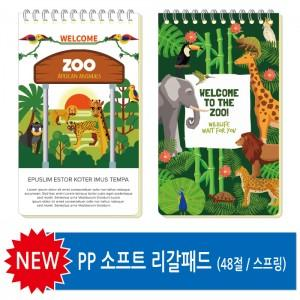 WELCOME
ZOO
AFRICAN ANIMALS
EPUSLIM ESTOR KOTER IMUS TEMPA
WELCOME
TO THE
ZOO!
WILDLIFE
WAIT FOR YOU
NEW
PP 소프트 리갈패드 (48절 / 스프링)